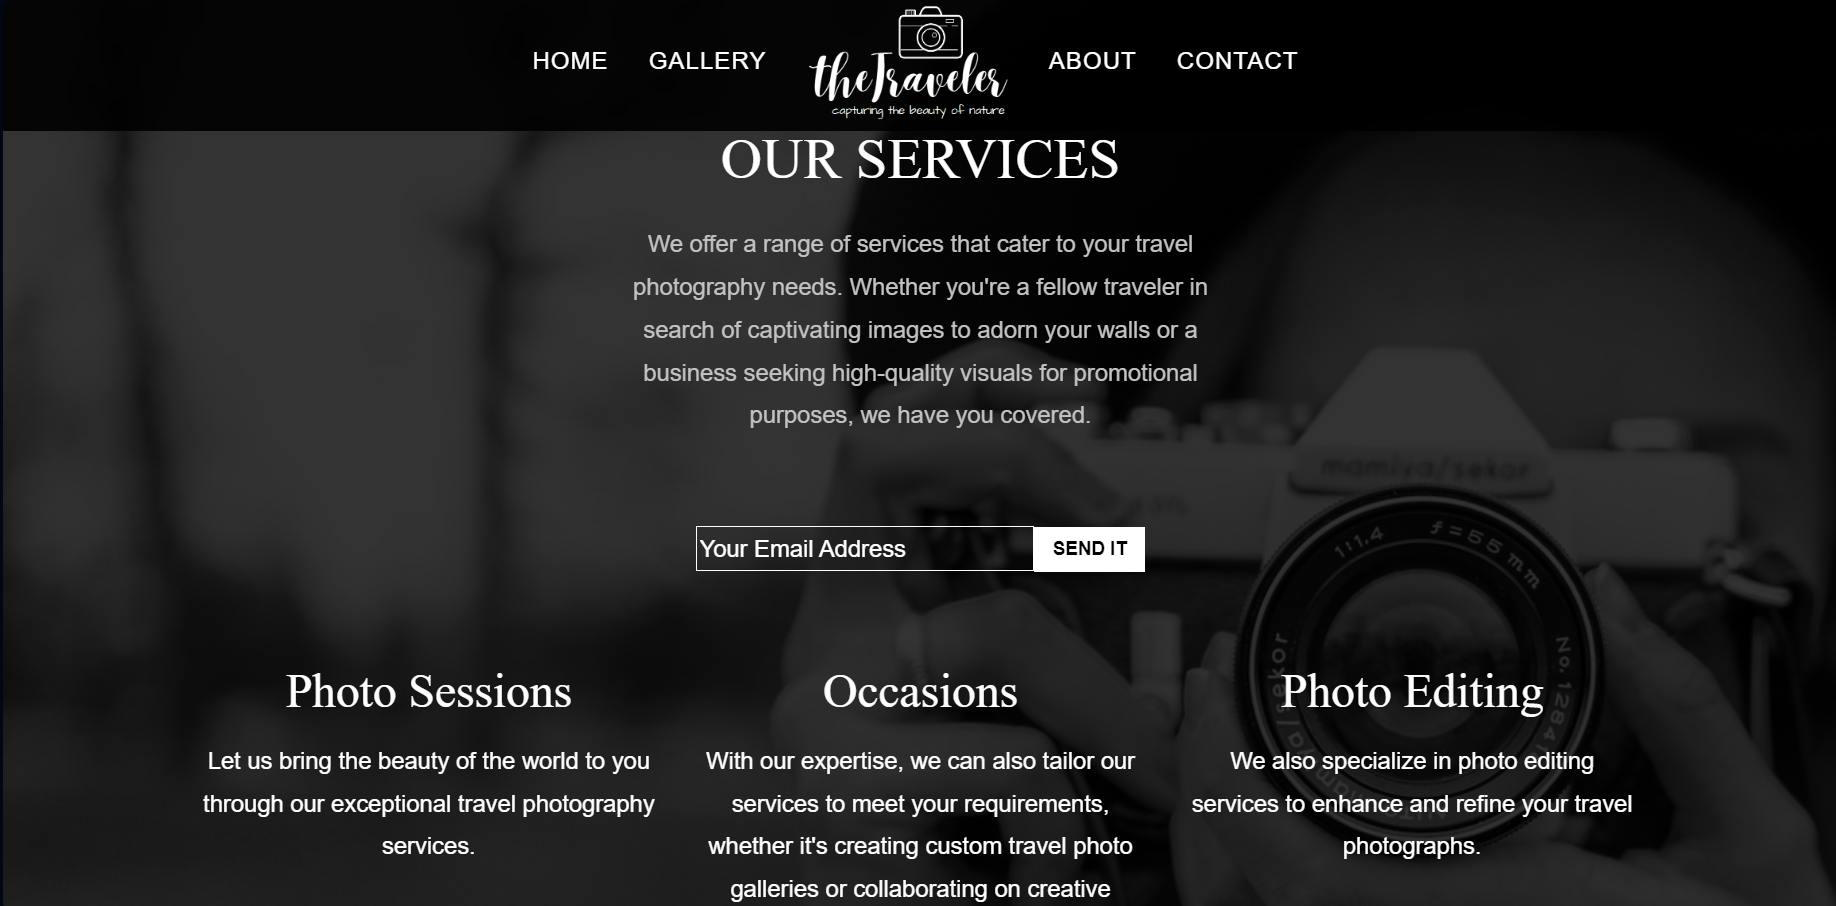 HOME GALLERY theTraveler ABOUT CONTACT
capturing the beauty of nature
OUR SERVICES
We offer a range of services that cater to your travel
photography needs. Whether you're a fellow traveler in
search of captivating images to adorn your walls or a
business seeking high-quality visuals for promotional
purposes, we have you covered.
mamiya/sekor
1:1.4 f=55mm
Your Email Address SEND IT
Photo Sessions
Occasions
Photo Editing
Let us bring the beauty of the world to you
through our exceptional travel photography
services.
With our expertise, we can also tailor our
services to meet your requirements,
whether it's creating custom travel photo
galleries or collaborating on creative
We also specialize in photo editing
services to enhance and refine your travel
photographs.